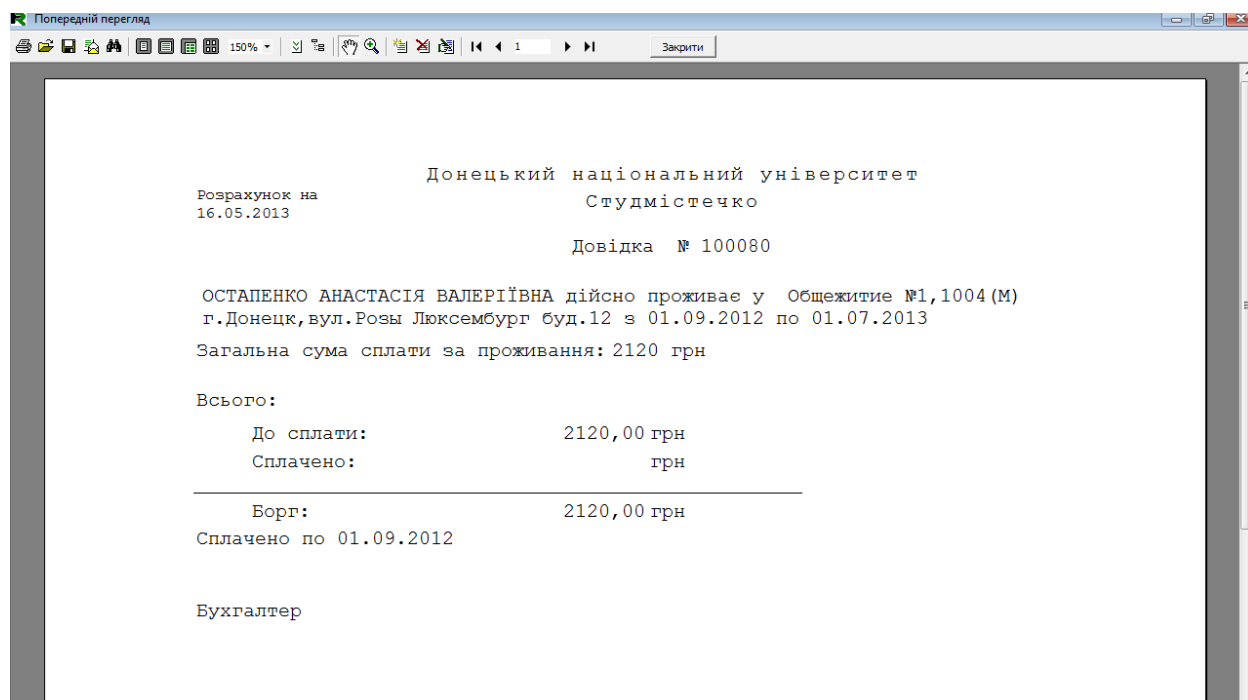 Попередній перегляд
150%
1
Закрити
Донецький національний університет
Розрахунок на
16.05.2013
Студмістечко
Довідка № 100080
ОСТАПЕНКО АНАСТАСІЯ ВАЛЕРІЇВНА дійсно проживає у Общежитие №1,1004(М)
г.Донецк,вул.Розы Люксембург буд.12 з 01.09.2012 по 01.07.2013
Загальна сума сплати за проживання: 2120 грн
Всього:
До сплати: 2120,00 грн
Сплачено: грн
Борг: 2120,00 грн
Сплачено по 01.09.2012
Бухгалтер